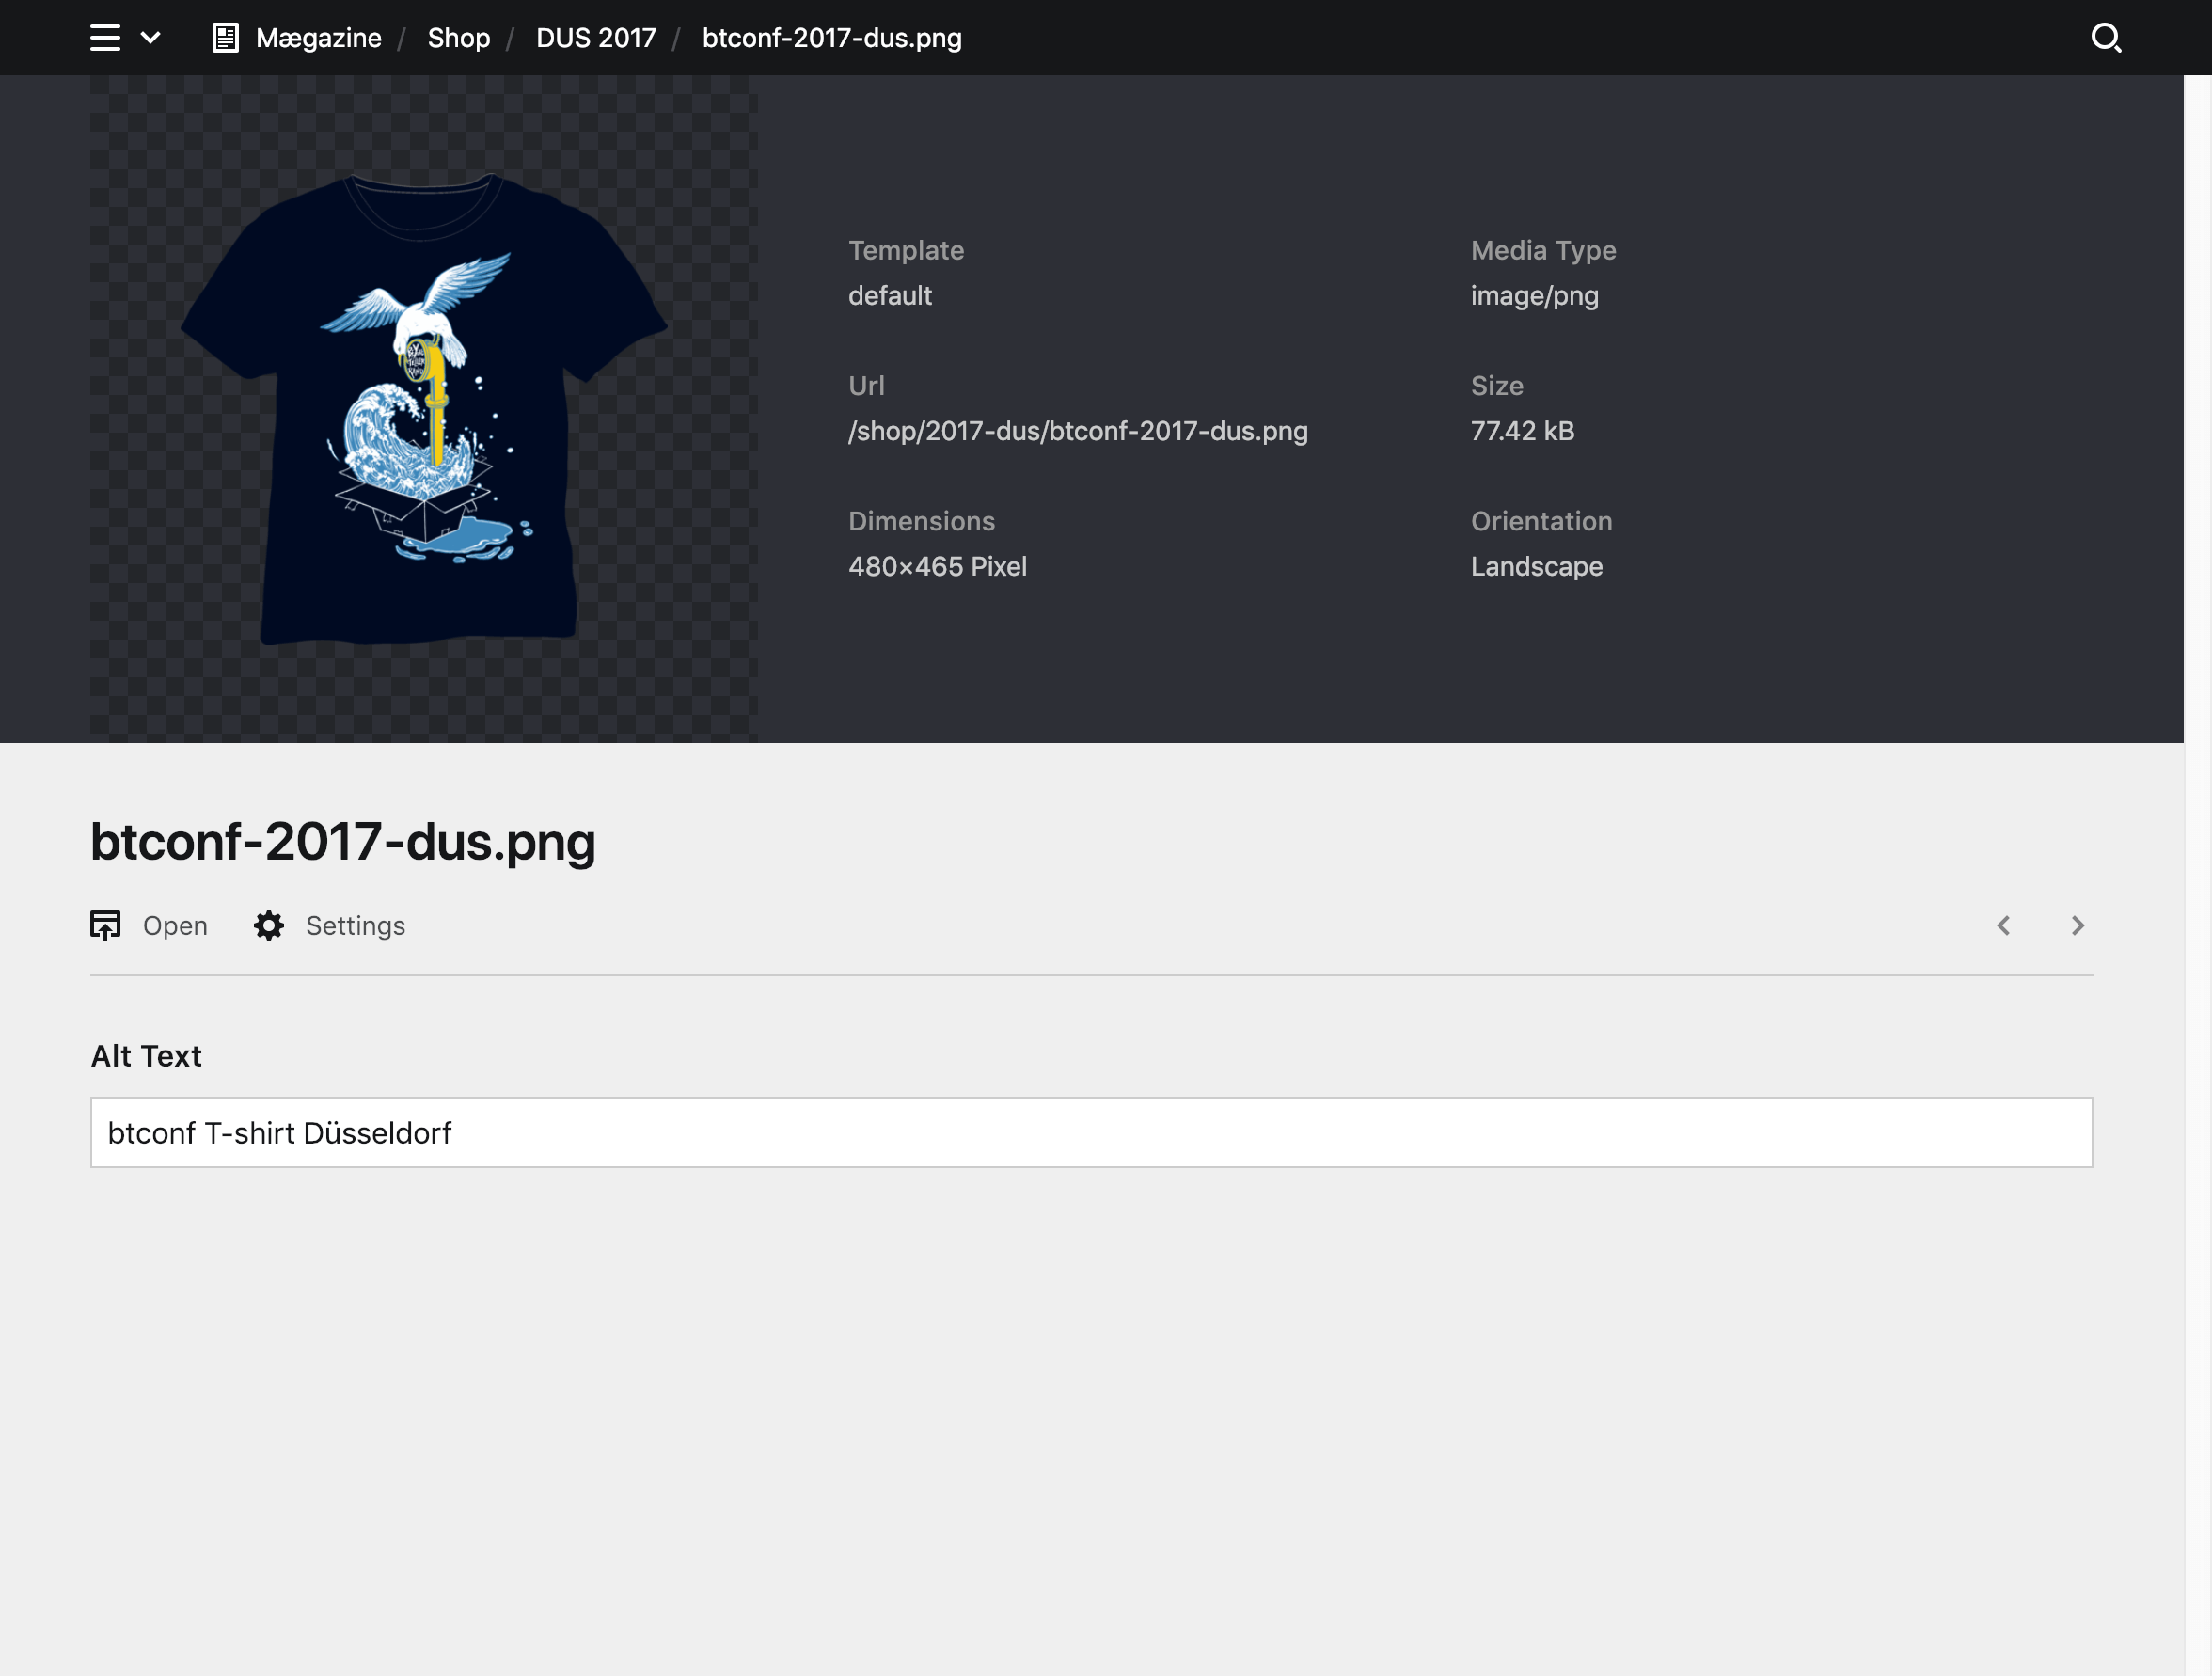 Mægazine / Shop / DUS 2017 / btconf-2017-dus.png
Template
default
Media Type
image/png
Url
/shop/2017-dus/btconf-2017-dus.png
Size
77.42 kB
Dimensions
480×465 Pixel
Orientation
Landscape
btconf-2017-dus.png
Open
Settings
Alt Text
btconf T-shirt Düsseldorf